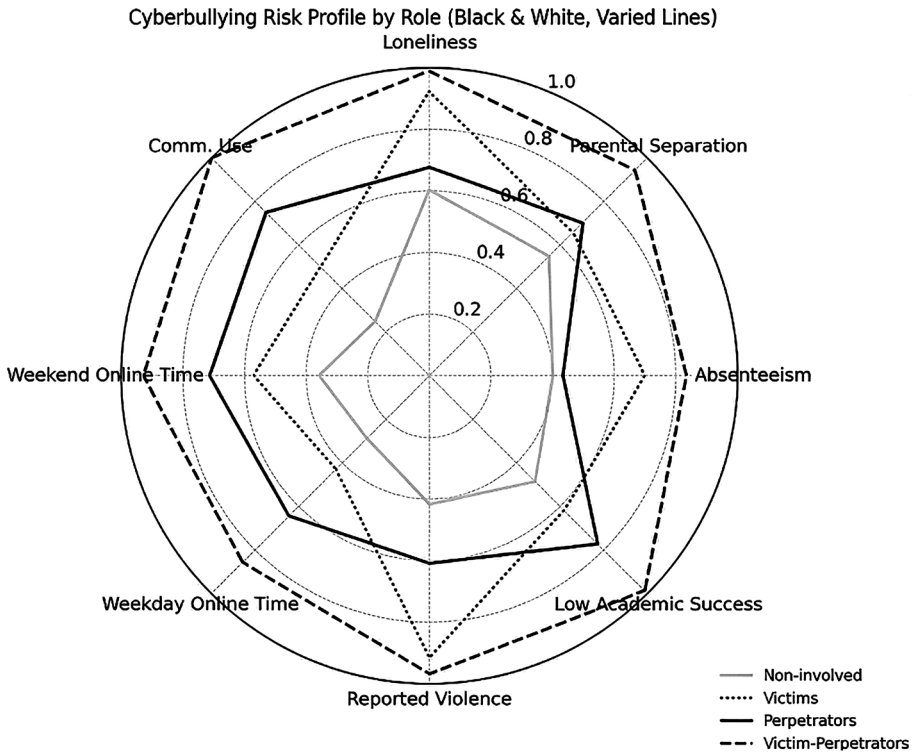 Cyberbullying Risk Profile by Role (Black & White, Varied Lines)
Loneliness
1.0
Comm. Use
0.8
Parental Separation
0.6
0.4
0.2
Weekend Online Time
Absenteeism
Weekday Online Time
Low Academic Success
Reported Violence
Non-involved
Victims
Perpetrators
Victim-Perpetrators